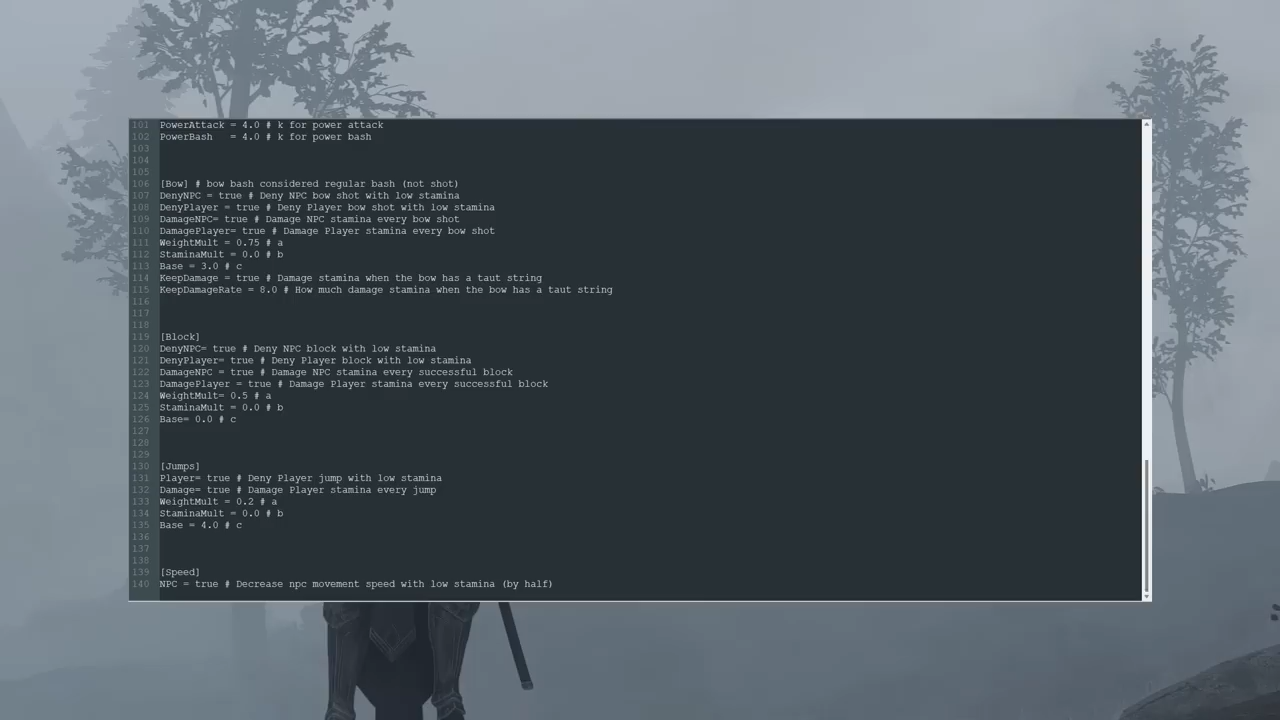 101 PowerAttack = 4.0 # k for power attack
102 PowerBash   = 4.0 # k for power bash
103
104
105
106 [Bow] # bow bash considered regular bash (not shot)
107 DenyNPC = true # Deny NPC bow shot with low stamina
108 DenyPlayer = true # Deny Player bow shot with low stamina
109 DamageNPC= true # Damage NPC stamina every bow shot
110 DamagePlayer= true # Damage Player stamina every bow shot
111 WeightMult = 0.75 # a
112 StaminaMult = 0.0 # b
113 Base = 3.0 # c
114 KeepDamage = true # Damage stamina when the bow has a taut string
115 KeepDamageRate = 8.0 # How much damage stamina when the bow has a taut string
116
117
118
119 [Block]
120 DenyNPC= true # Deny NPC block with low stamina
121 DenyPlayer= true # Deny Player block with low stamina
122 DamageNPC = true # Damage NPC stamina every successful block
123 DamagePlayer = true # Damage Player stamina every successful block
124 WeightMult= 0.5 # a
125 StaminaMult = 0.0 # b
126 Base= 0.0 # c
127
128
129
130 [Jumps]
131 Player= true # Deny Player jump with low stamina
132 Damage= true # Damage Player stamina every jump
133 WeightMult = 0.2 # a
134 StaminaMult = 0.0 # b
135 Base = 4.0 # c
136
137
138
139 [Speed]
140 NPC = true # Decrease npc movement speed with low stamina (by half)